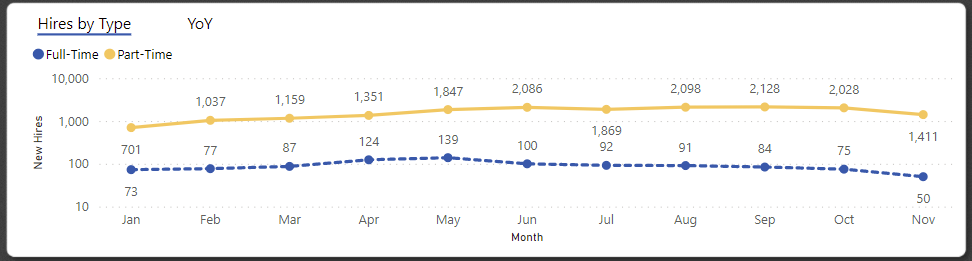 Hires by Type YoY
Full-Time Part-Time
10,000
1,000
100
10
New Hires
701 1,037 1,159 1,351 1,847 2,086 1,869 2,098 2,128 2,028 1,411
73 77 87 124 139 100 92 91 84 75 50
Jan Feb Mar Apr May Jun Jul Aug Sep Oct Nov
Month